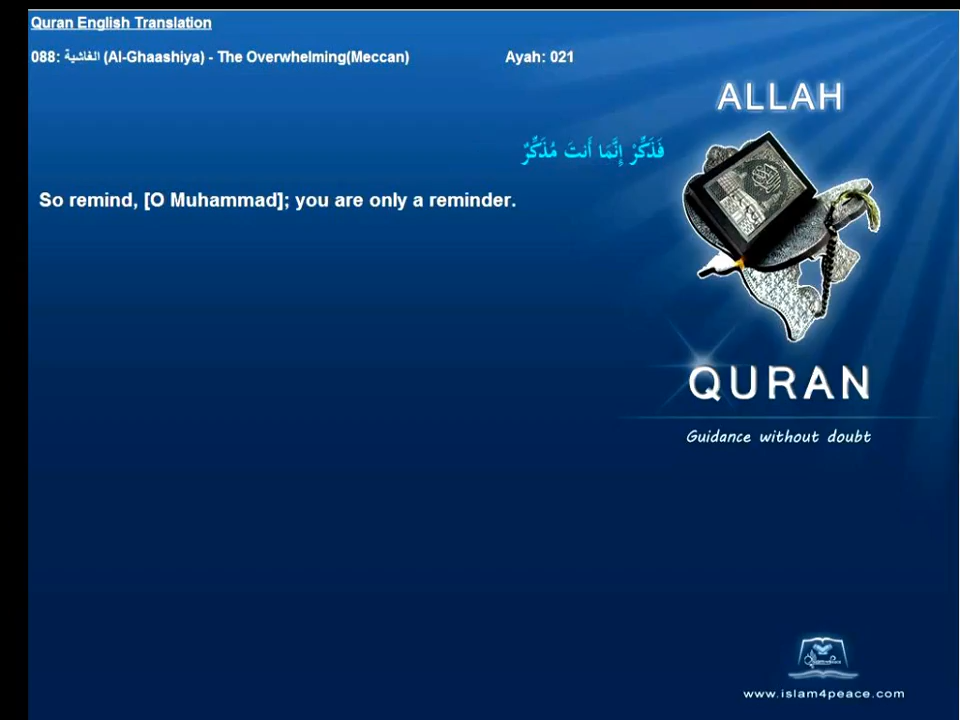 Quran English Translation
088: الغاشية (Al-Ghaashiya) - The Overwhelming(Meccan) Ayah: 021
ALLAH
فَذَكِّرْ إِنَّمَا أَنتَ مُذَكِّرٌ
So remind, [O Muhammad]; you are only a reminder.
QURAN
Guidance without doubt
www.islam4peace.com